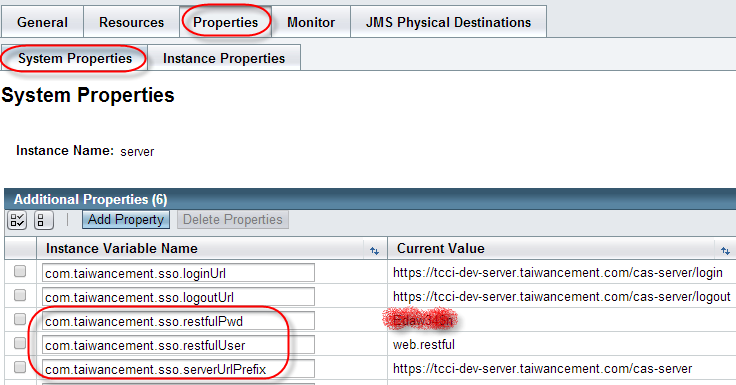 General
Resources
Properties
Monitor
JMS Physical Destinations
System Properties
Instance Properties
System Properties
Instance Name: server
Additional Properties (6)
Add Property
Delete Properties
Instance Variable Name
Current Value
com.taiwancement.sso.loginUrl
https://tcci-dev-server.taiwancement.com/cas-server/login
com.taiwancement.sso.logoutUrl
https://tcci-dev-server.taiwancement.com/cas-server/logout
com.taiwancement.sso.restfulPwd
com.taiwancement.sso.restfulUser
web.restful
com.taiwancement.sso.serverUrlPrefix
https://tcci-dev-server.taiwancement.com/cas-server